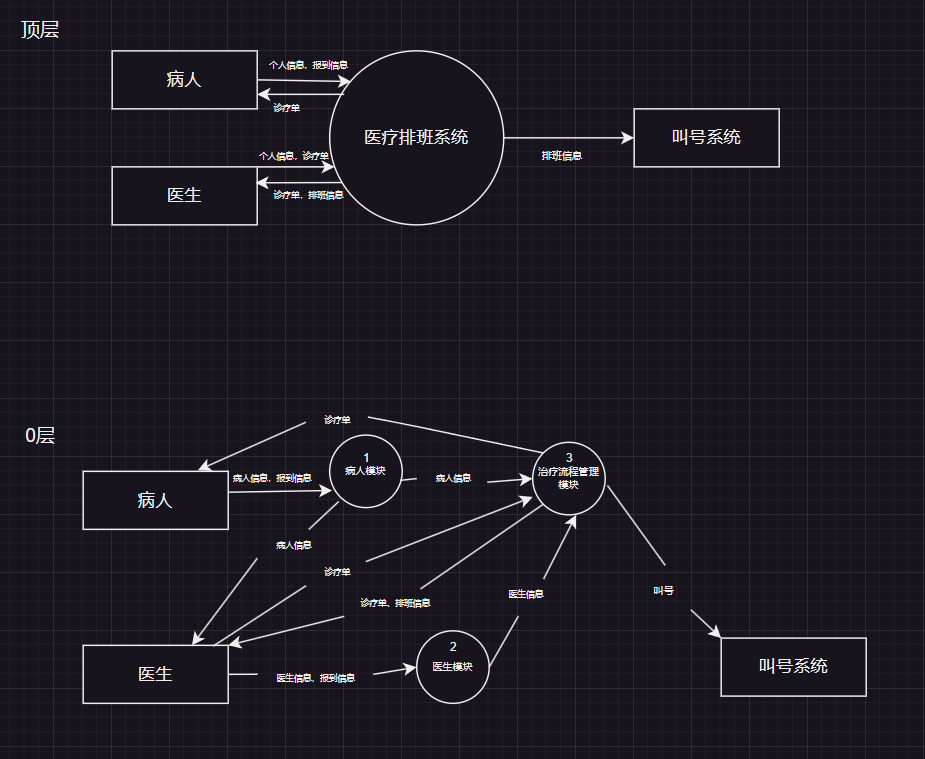 顶层
病人
个人信息，报到信息
诊疗单
医疗排班系统
排班信息
叫号系统
个人信息，诊疗单
医生
诊疗单，排班信息
0层
诊疗单
1
病人模块
3
治疗流程管理
模块
病人
病人信息，报到信息
病人信息
病人信息
诊疗单
诊疗单、排班信息
医生信息
叫号
医生
医生信息，报到信息
2
医生模块
叫号系统